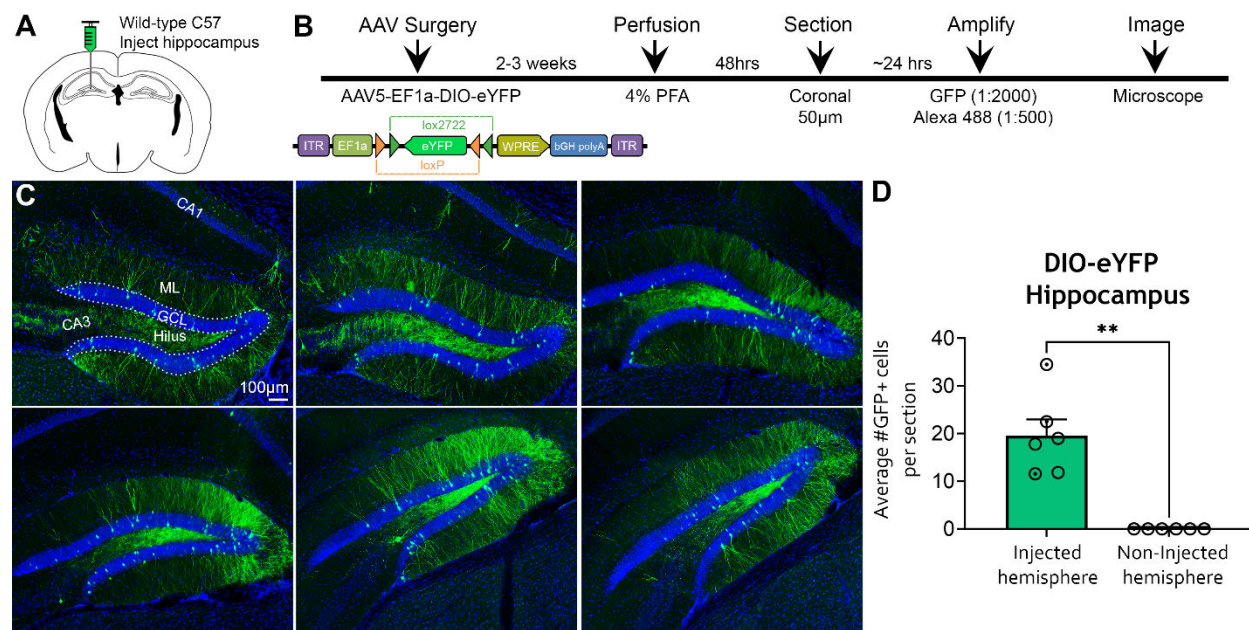 A
Wild-type C57
Inject hippocampus
B
AAV Surgery
Perfusion
Section
Amplify
Image
2-3 weeks
48hrs
~24 hrs
AAV5-EF1a-DIO-eYFP
4% PFA
Coronal
50µm
GFP (1:2000)
Alexa 488 (1:500)
Microscope
lox2722
ITR
EF1a
eYFP
WPRE
bGH polyA
ITR
loxP
C
CA1
ML
GCL
CA3
Hilus
100µm
D
DIO-eYFP
Hippocampus
**
Average #GFP+ cells
per section
40
30
20
10
0
Injected
hemisphere
Non-Injected
hemisphere